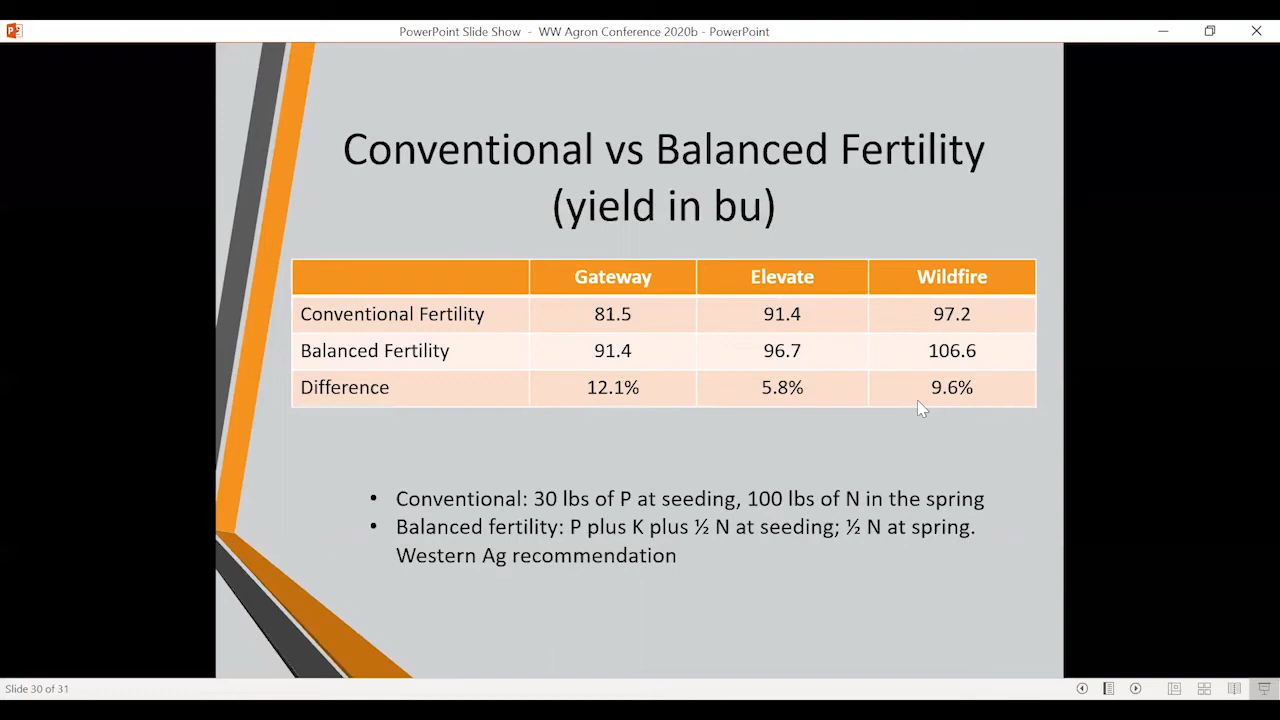 PowerPoint Slide Show - WW Agron Conference 2020b - PowerPoint
Conventional vs Balanced Fertility
(yield in bu)
Gateway Elevate Wildfire
Conventional Fertility 81.5 91.4 97.2
Balanced Fertility 91.4 96.7 106.6
Difference 12.1% 5.8% 9.6%
• Conventional: 30 lbs of P at seeding, 100 lbs of N in the spring
• Balanced fertility: P plus K plus ½ N at seeding; ½ N at spring.
Western Ag recommendation
Slide 30 of 31